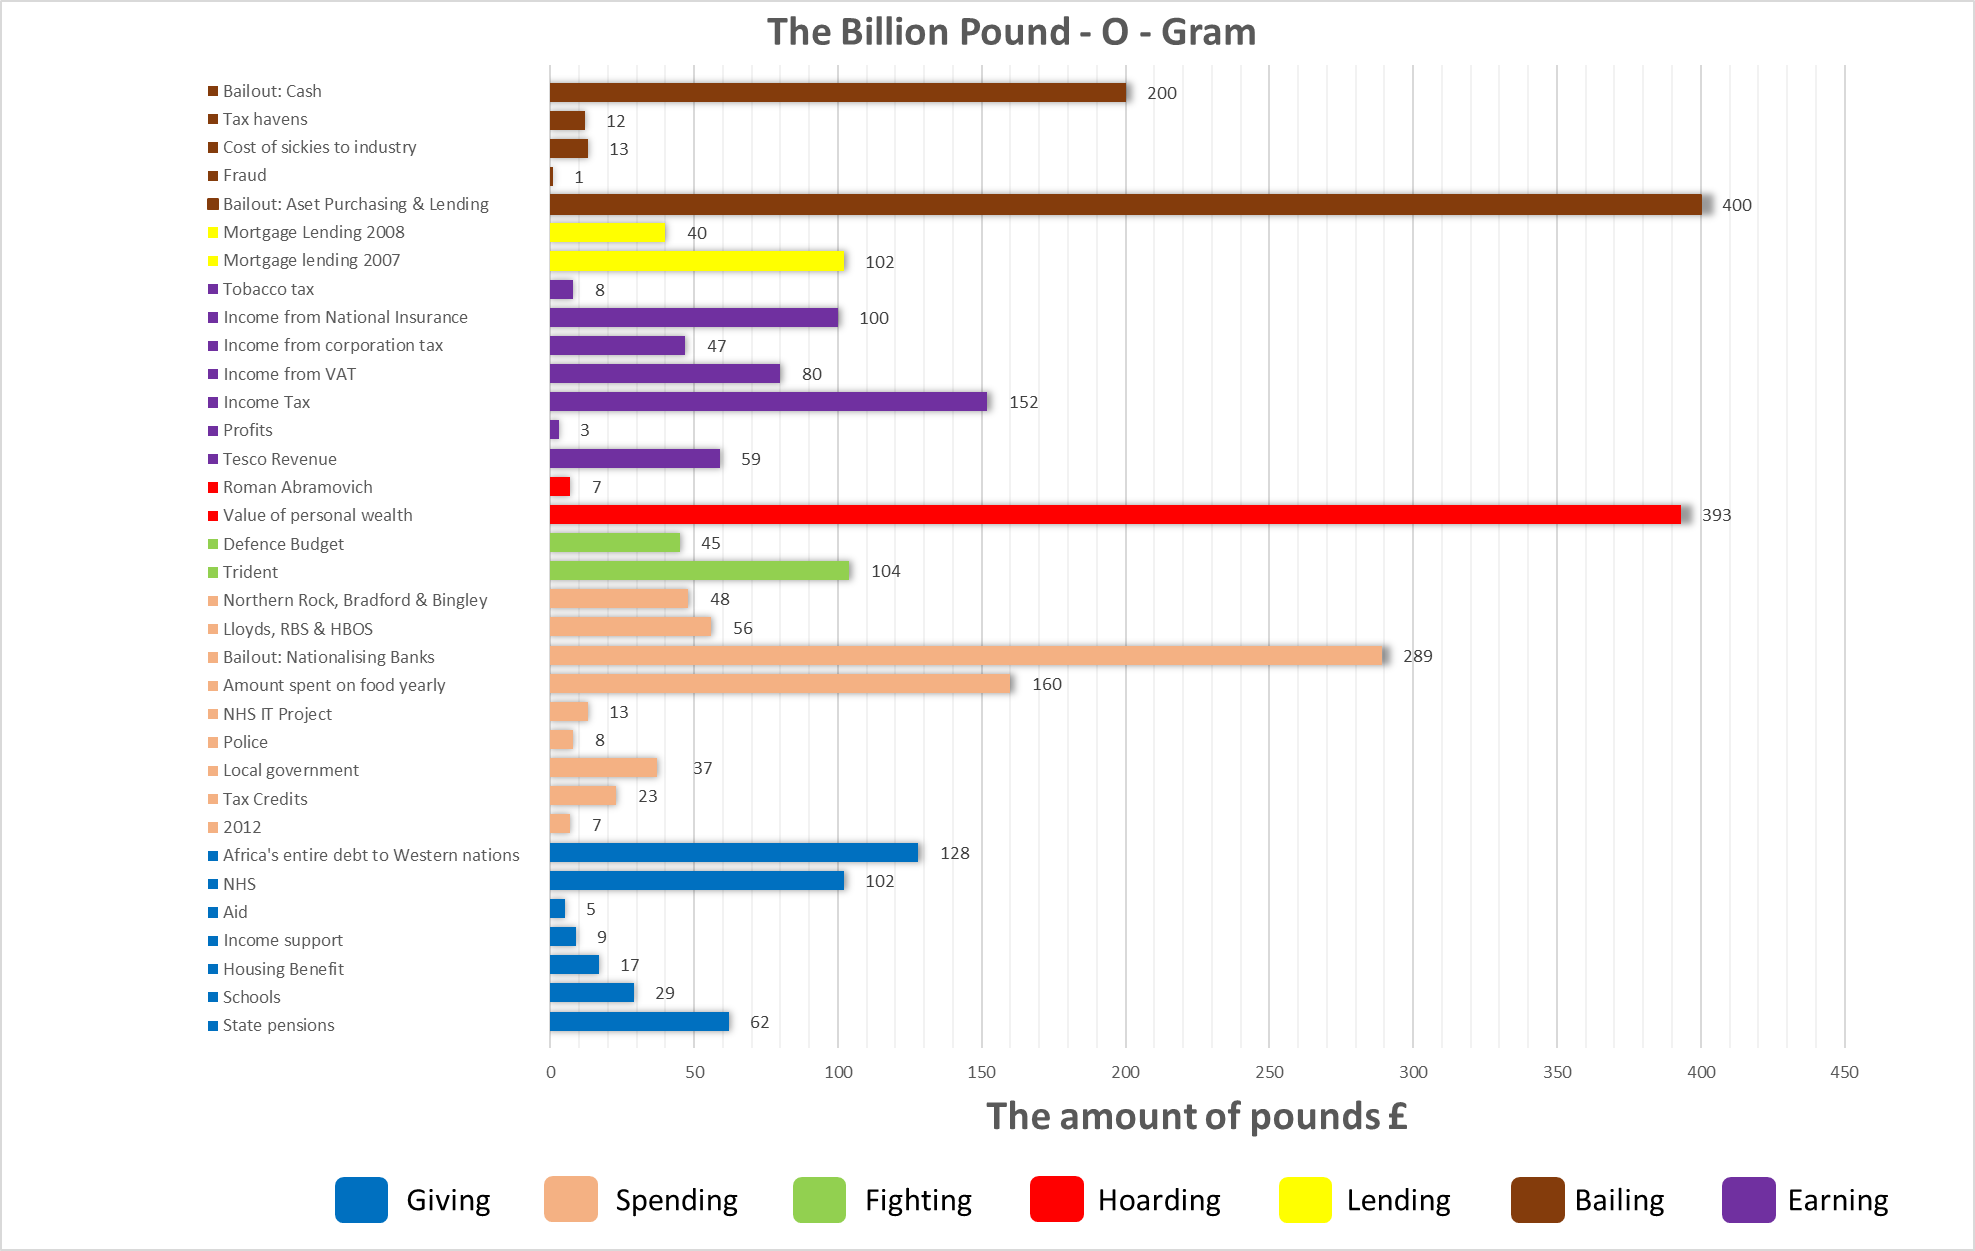 The Billion Pound - O - Gram
Bailout: Cash 200
Tax havens 12
Cost of sickies to industry 13
Fraud 1
Bailout: Aset Purchasing & Lending 400
Mortgage Lending 2008 40
Mortgage lending 2007 102
Tobacco tax 8
Income from National Insurance 100
Income from corporation tax 47
Income from VAT 80
Income Tax 152
Profits 3
Tesco Revenue 59
Roman Abramovich 7
Value of personal wealth 393
Defence Budget 45
Trident 104
Northern Rock, Bradford & Bingley 48
Lloyds, RBS & HBOS 56
Bailout: Nationalising Banks 289
Amount spent on food yearly 160
NHS IT Project 13
Police 8
Local government 37
Tax Credits 23
2012 7
Africa's entire debt to Western nations 128
NHS 102
Aid 5
Income support 9
Housing Benefit 17
Schools 29
State pensions 62
0 50 100 150 200 250 300 350 400 450
The amount of pounds £
Giving Spending Fighting Hoarding Lending Bailing Earning